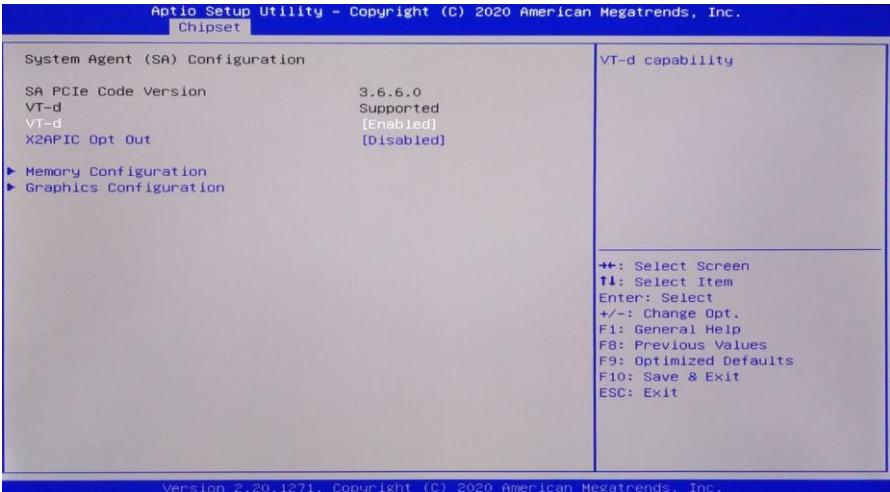 Aptio Setup Utility – Copyright (C) 2020 American Megatrends, Inc.
Chipset
System Agent (SA) Configuration
SA PCIe Code Version 3.6.6.0
VT-d Supported
VT-d [Enabled]
X2APIC Opt Out [Disabled]
► Memory Configuration
► Graphics Configuration
VT-d capability
→←: Select Screen
↑↓: Select Item
Enter: Select
+/-: Change Opt.
F1: General Help
F8: Previous Values
F9: Optimized Defaults
F10: Save & Exit
ESC: Exit
Version 2.20.1271. Copyright (C) 2020 American Megatrends, Inc.